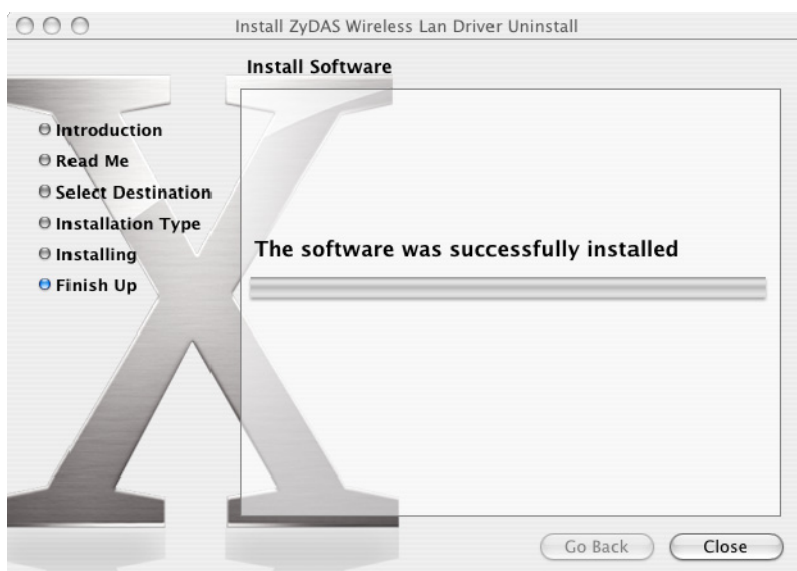 Install ZyDAS Wireless Lan Driver Uninstall
Install Software
Introduction
Read Me
Select Destination
Installation Type
Installing
Finish Up
The software was successfully installed
Go Back
Close